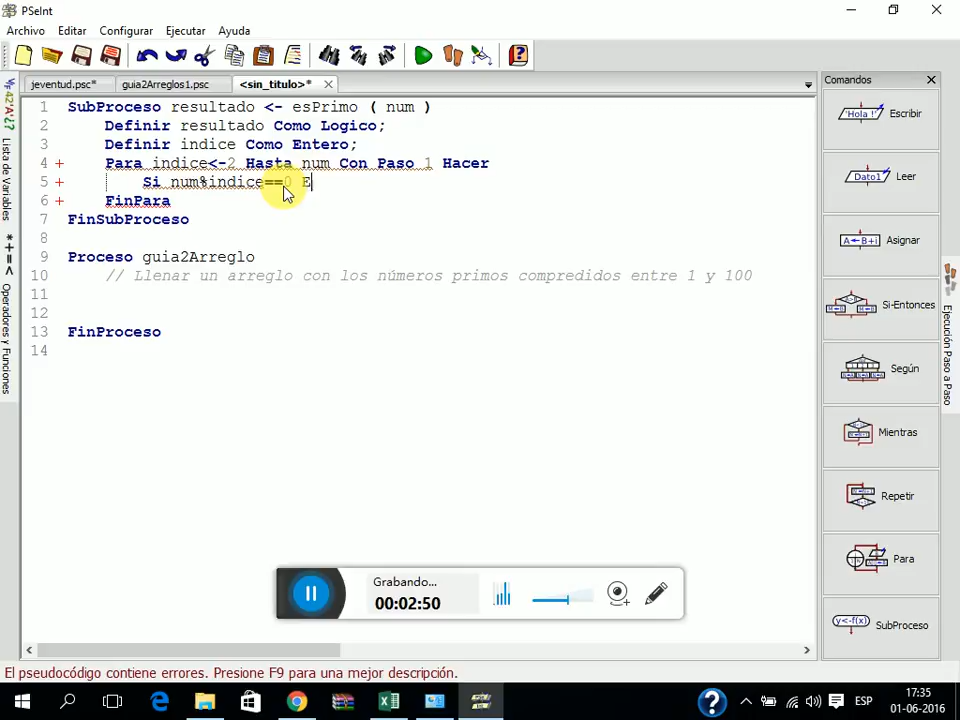 PSeInt
Archivo Editar Configurar Ejecutar Ayuda
jeventud.psc* guia2Arreglos1.psc <sin_titulo>*
Comandos
Lista de Variables
Operadores y Funciones
1 SubProceso resultado <- esPrimo ( num )
2 Definir resultado Como Logico;
3 Definir indice Como Entero;
4 Para indice<-2 Hasta num Con Paso 1 Hacer
5 Si num%indice==0 E
6 FinPara
7 FinSubProceso
8
9 Proceso guia2Arreglo
10 // Llenar un arreglo con los números primos compredidos entre 1 y 100
11
12
13 FinProceso
14
'Hola !' Escribir
Dato1 Leer
A←B+i Asignar
Si-Entonces
Según
Mientras
Repetir
Para
y<-f(x) SubProceso
Ejecución Paso a Paso
Grabando...
00:02:50
El pseudocódigo contiene errores. Presione F9 para una mejor descripción.
ESP
17:35
01-06-2016